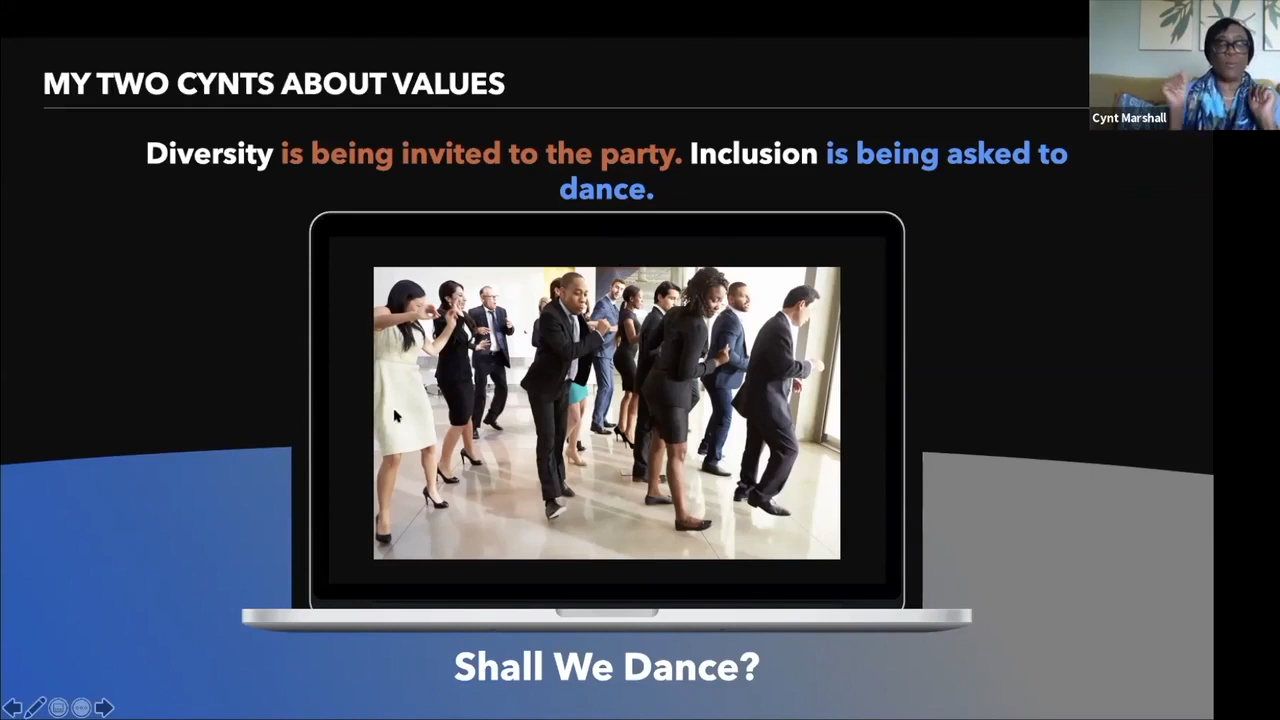 MY TWO CYNTS ABOUT VALUES
Cynt Marshall
Diversity is being invited to the party. Inclusion is being asked to
dance.
Shall We Dance?